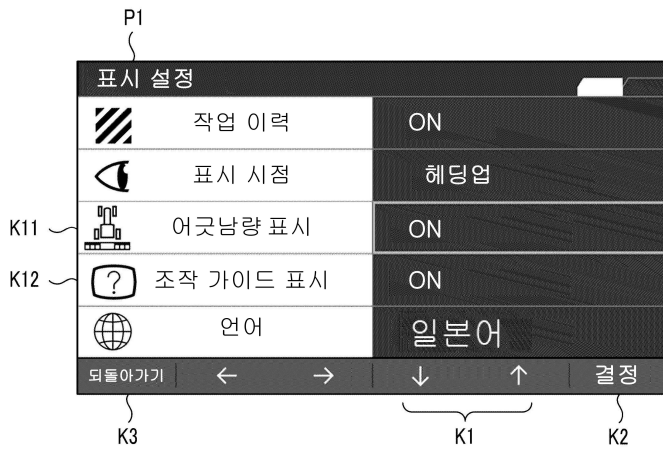 P1
표시 설정
작업 이력 ON
표시 시점 헤딩업
K11 어긋남량 표시 ON
K12 ? 조작 가이드 표시 ON
언어 일본어
되돌아가기 ← → ↓ ↑ 결정
K3 K1 K2